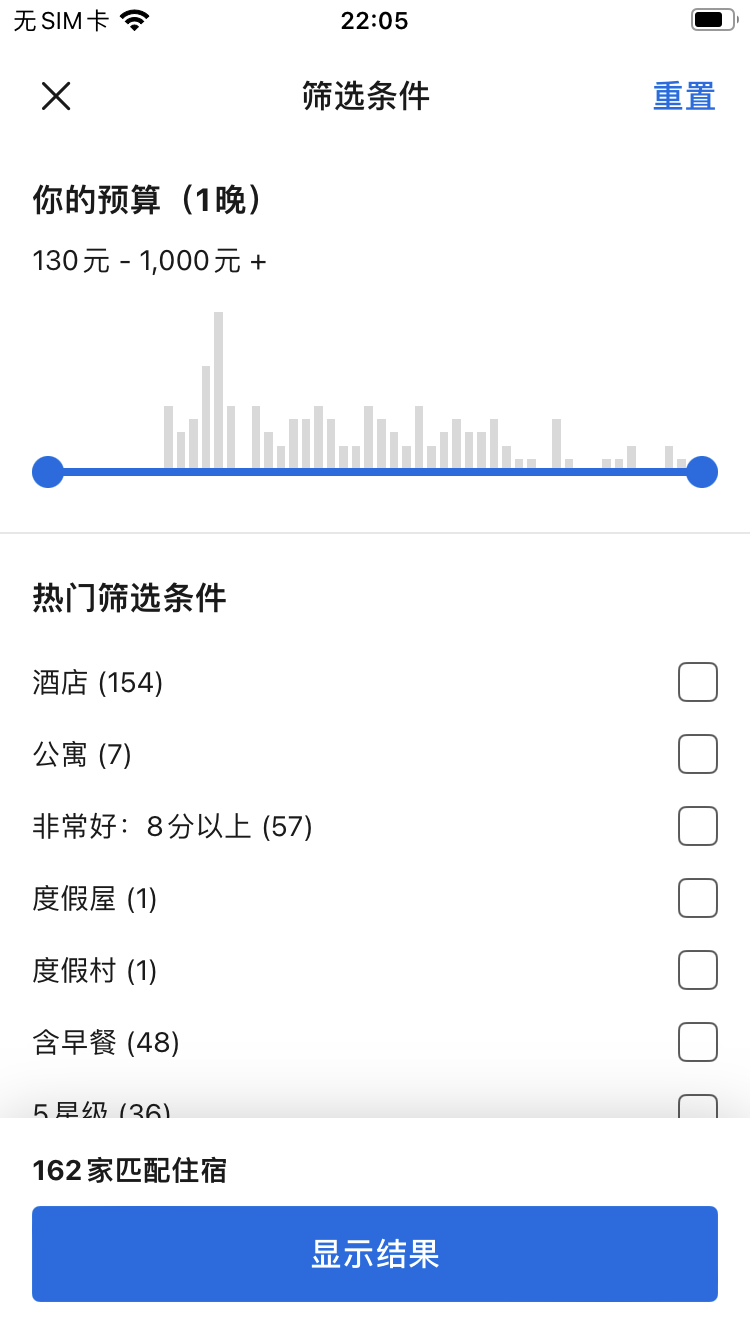 无SIM卡 22:05
筛选条件 重置
你的预算（1晚）
130元 - 1,000元 +
热门筛选条件
酒店 (154)
公寓 (7)
非常好：8分以上 (57)
度假屋 (1)
度假村 (1)
含早餐 (48)
5星级 (36)
162家匹配住宿
显示结果